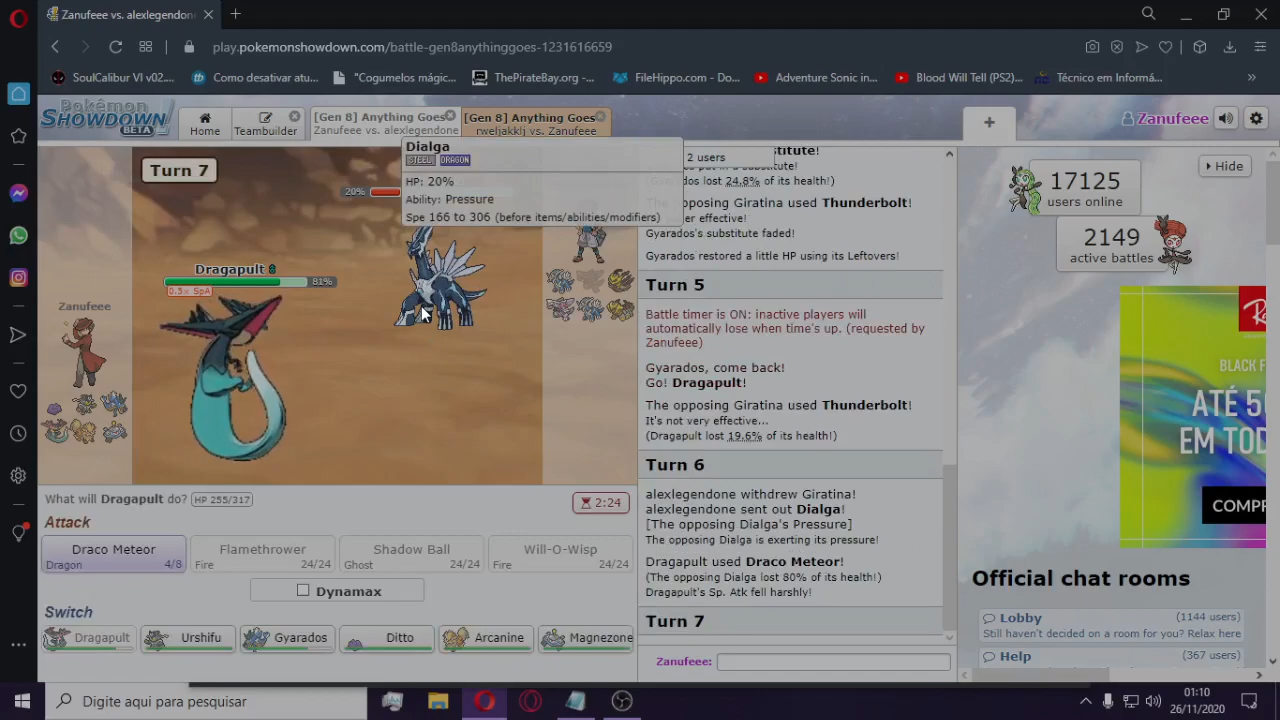 Zanufeee vs. alexlegendone
play.pokemonshowdown.com/battle-gen8anythinggoes-1231616659
SoulCalibur VI v02....
Como desativar atu...
"Cogumelos mágic...
ThePirateBay.org -...
FileHippo.com - Do...
Adventure Sonic in...
Blood Will Tell (PS2)...
Técnico em Informá...
Pokémon
SHOWDOWN
BETA
Home
Teambuilder
[Gen 8] Anything Goes
Zanufeee vs. alexlegendone
[Gen 8] Anything Goes
rweljakklj vs. Zanufeee
Zanufeee
Turn 7
20%
Dialga
STEEL DRAGON
HP: 20%
Ability: Pressure
Spe 166 to 306 (before items/abilities/modifiers)
Dragapult
81%
0.5× SpA
Zanufeee
2 users
Gyarados lost 24.8% of its health!)
The opposing Giratina used Thunderbolt!
Gyarados's substitute faded!
Gyarados restored a little HP using its Leftovers!
Turn 5
Battle timer is ON: inactive players will
automatically lose when time's up. (requested by
Zanufeee)
Gyarados, come back!
Go! Dragapult!
The opposing Giratina used Thunderbolt!
It's not very effective...
(Dragapult lost 19.6% of its health!)
Turn 6
alexlegendone withdrew Giratina!
alexlegendone sent out Dialga!
[The opposing Dialga's Pressure]
The opposing Dialga is exerting its pressure!
Dragapult used Draco Meteor!
(The opposing Dialga lost 80% of its health!)
Dragapult's Sp. Atk fell harshly!
Turn 7
Zanufeee:
What will Dragapult do? HP 255/317
2:24
Attack
Draco Meteor
Dragon 4/8
Flamethrower
Fire 24/24
Shadow Ball
Ghost 24/24
Will-O-Wisp
Fire 24/24
Dynamax
Switch
Dragapult
Urshifu
Gyarados
Ditto
Arcanine
Magnezone
Hide
17125
users online
2149
active battles
BLACK F
ATÉ 5
EM TOD
COMPR
Official chat rooms
Lobby (1144 users)
Still haven't decided on a room for you? Relax here
Help (367 users)
Digite aqui para pesquisar
01:10
26/11/2020